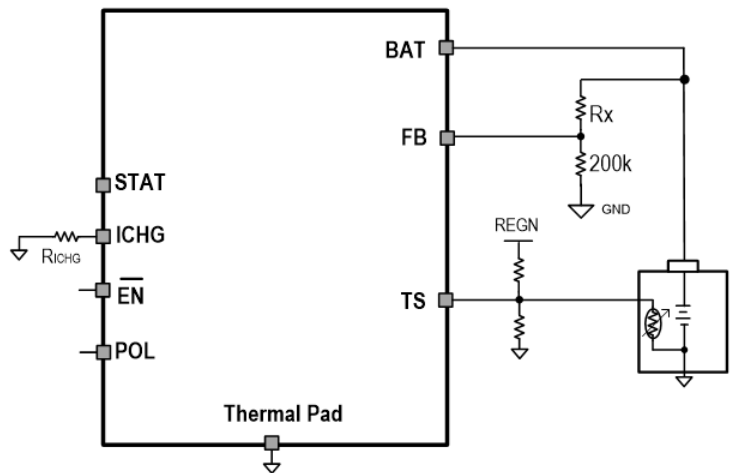 BAT
Rx
FB
200k
GND
STAT
ICHG
RICHG
EN
POL
REGN
TS
Thermal Pad